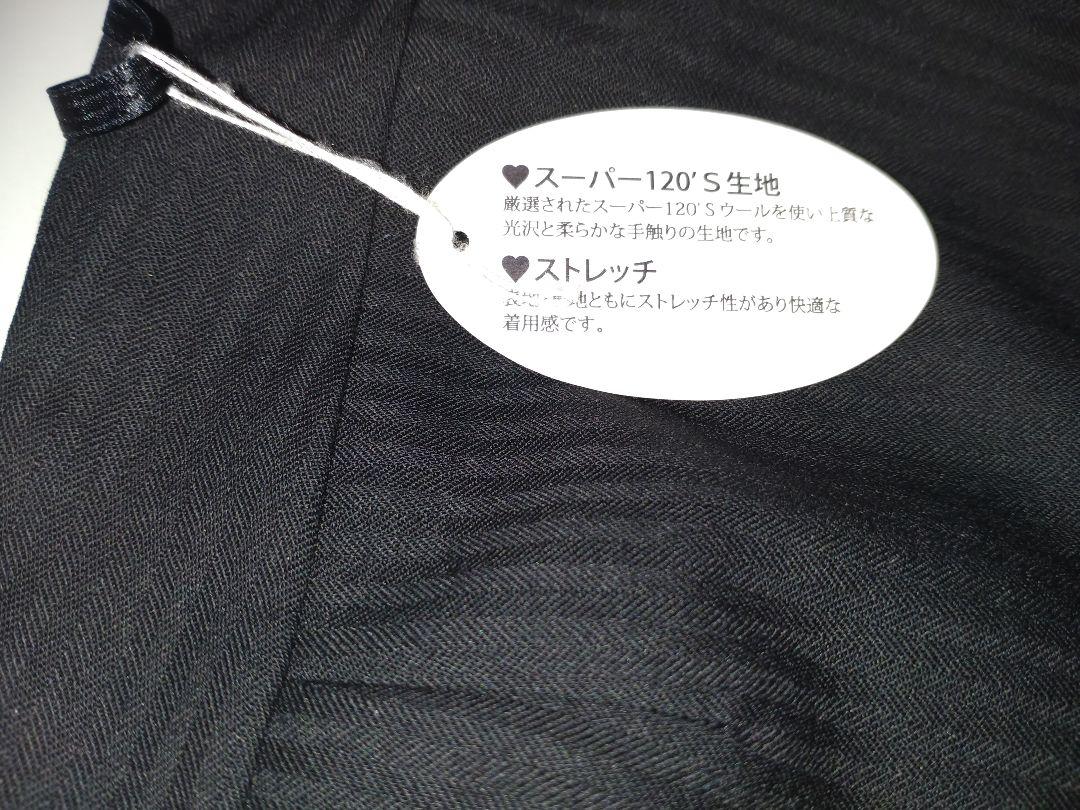 ♥スーパー120'S生地
厳選されたスーパー120'Sウールを使い上質な
光沢と柔らかな手触りの生地です。
♥ストレッチ
表地 地ともにストレッチ性があり快適な
着用感です。